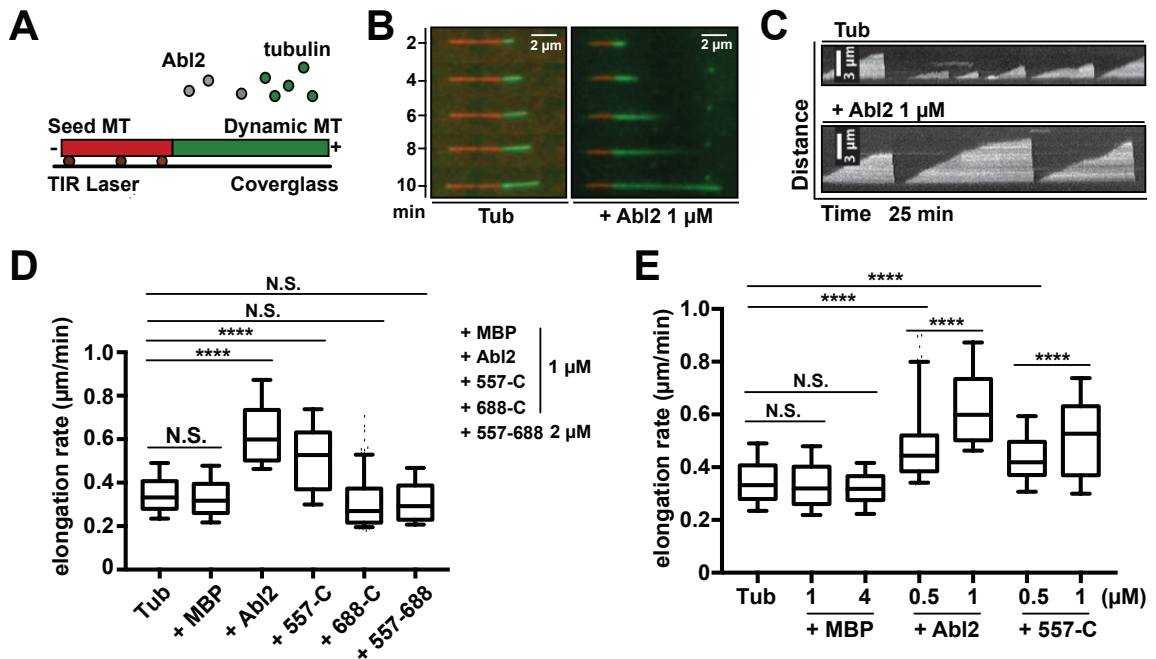 A
Abl2
tubulin
Seed MT
Dynamic MT
-
+
TIR Laser
Coverglass
B
2
4
6
8
10
min
2 µm
2 µm
Tub
+ Abl2 1 µM
C
Tub
3 µm
+ Abl2 1 µM
3 µm
Distance
Time 25 min
D
N.S.
N.S.
****
****
N.S.
elongation rate (µm/min)
1.0
0.8
0.6
0.4
0.2
0
Tub
+ MBP
+ Abl2
+ 557-C
+ 688-C
+ 557-688
+ MBP
+ Abl2
+ 557-C
+ 688-C
1 µM
+ 557-688 2 µM
E
****
****
****
****
N.S.
N.S.
elongation rate (µm/min)
1.0
0.8
0.6
0.4
0.2
0
Tub 1 4 0.5 1 0.5 1 (µM)
+ MBP + Abl2 + 557-C